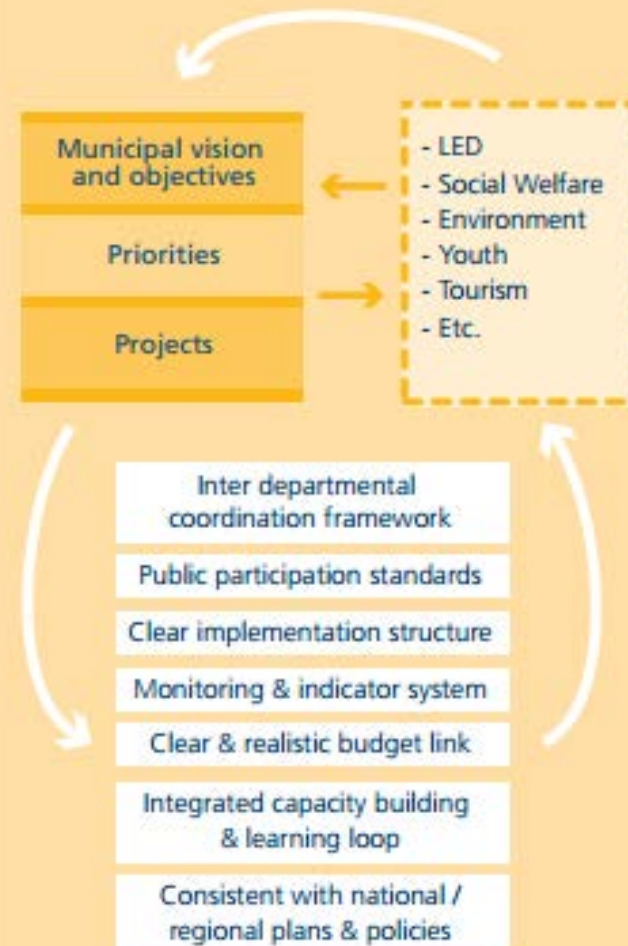 Municipal vision
and objectives
Priorities
Projects
- LED
- Social Welfare
- Environment
- Youth
- Tourism
- Etc.
Inter departmental
coordination framework
Public participation standards
Clear implementation structure
Monitoring & indicator system
Clear & realistic budget link
Integrated capacity building
& learning loop
Consistent with national /
regional plans & policies